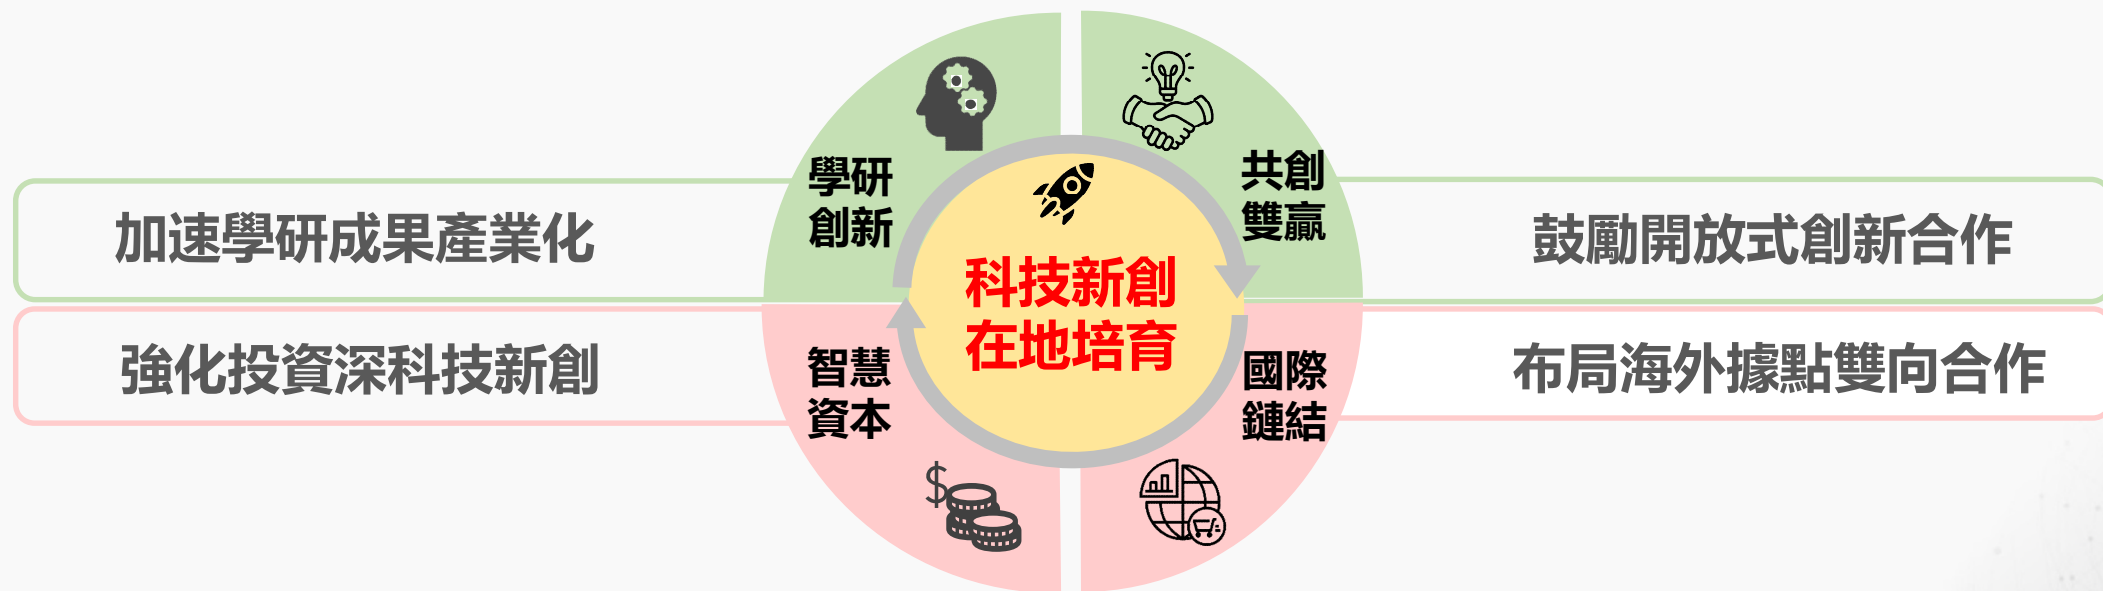 加速學研成果產業化
強化投資深科技新創
學研
創新
共創
雙贏
科技新創
在地培育
智慧
資本
國際
鏈結
$
鼓勵開放式創新合作
布局海外據點雙向合作